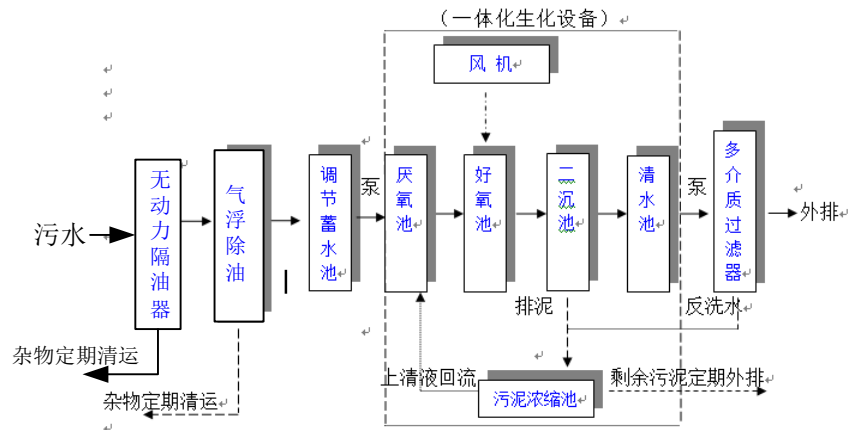 （一体化生化设备）
风 机
污水
无动力隔油器
气浮除油
调节蓄水池
泵
厌氧池
好氧池
二沉池
清水池
泵
多介质过滤器
外排
排泥
反洗水
杂物定期清运
杂物定期清运
上清液回流
污泥浓缩池
剩余污泥定期外排